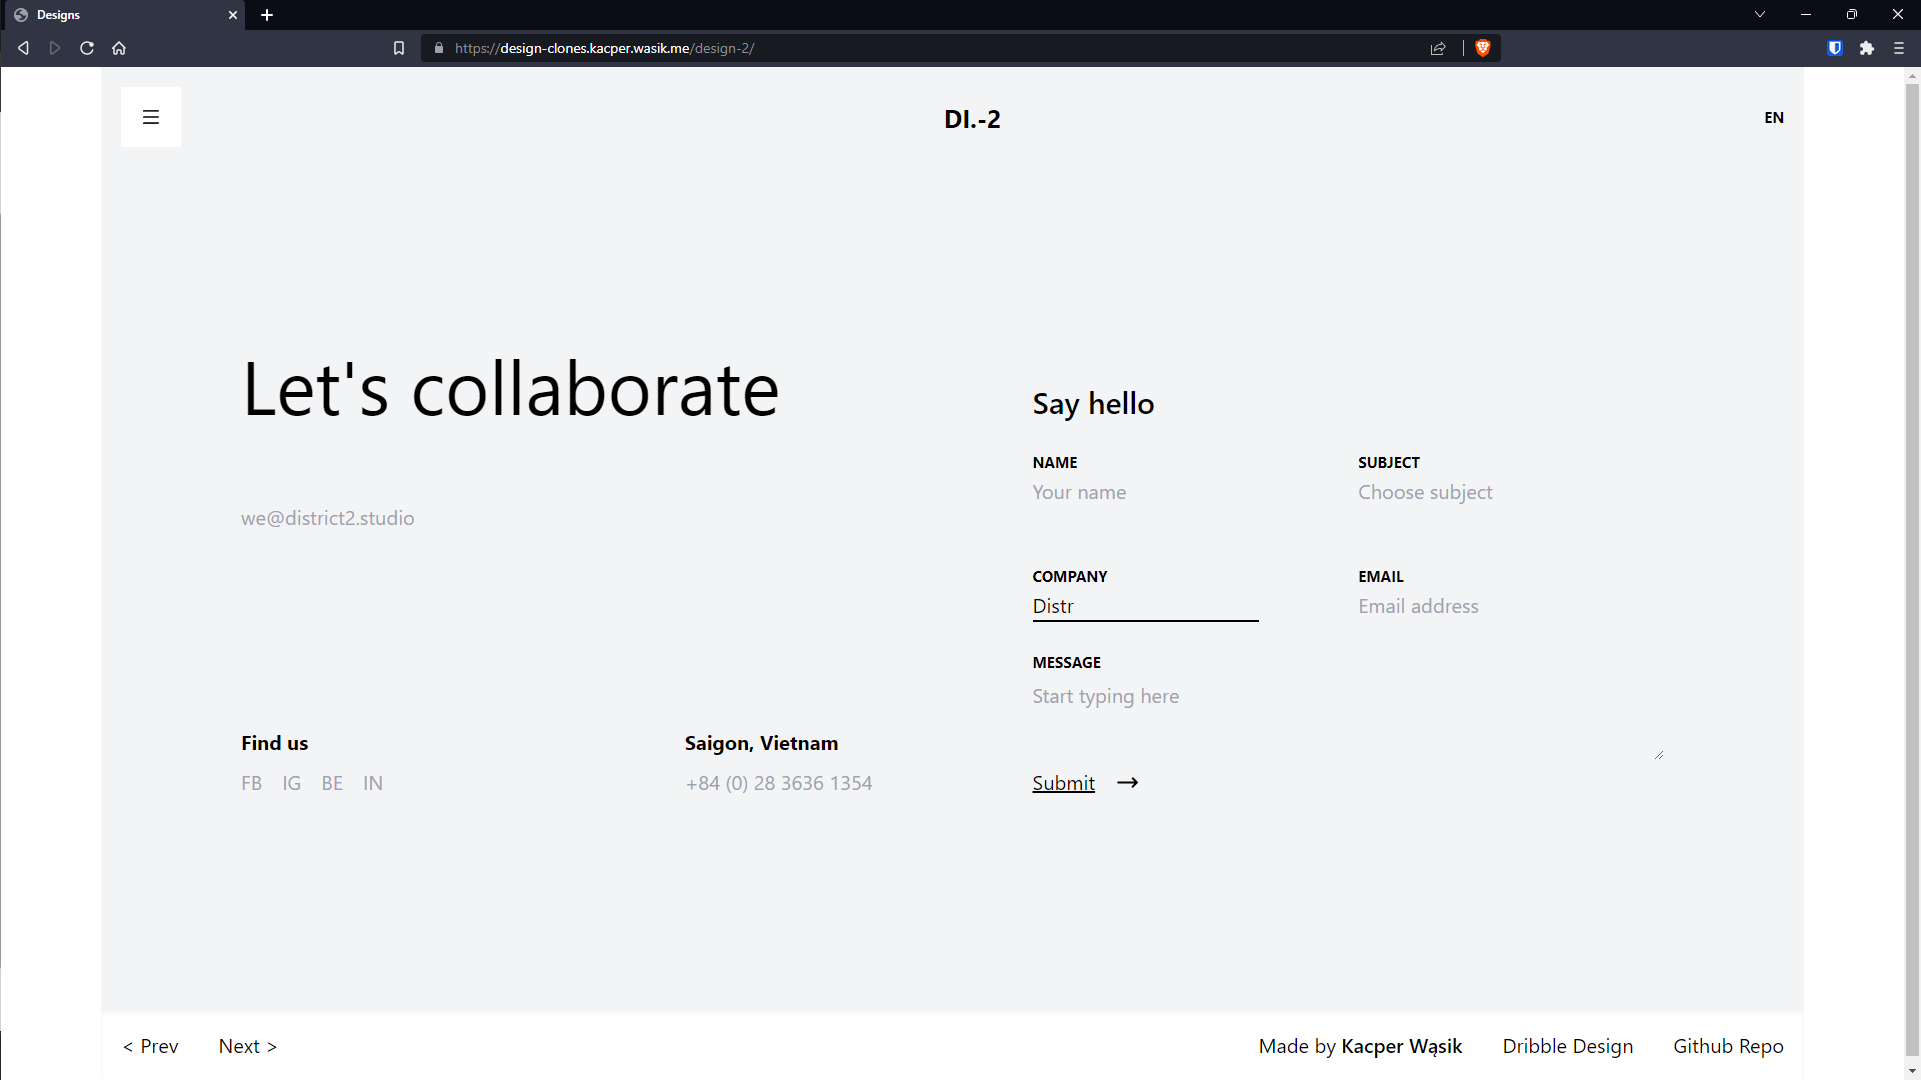 Designs
https://design-clones.kacper.wasik.me/design-2/
DI.-2
EN
Let's collaborate
we@district2.studio
Find us
FB IG BE IN
Saigon, Vietnam
+84 (0) 28 3636 1354
Say hello
NAME
Your name
SUBJECT
Choose subject
COMPANY
Distr
EMAIL
Email address
MESSAGE
Start typing here
Submit →
< Prev Next >
Made by Kacper Wąsik Dribble Design Github Repo